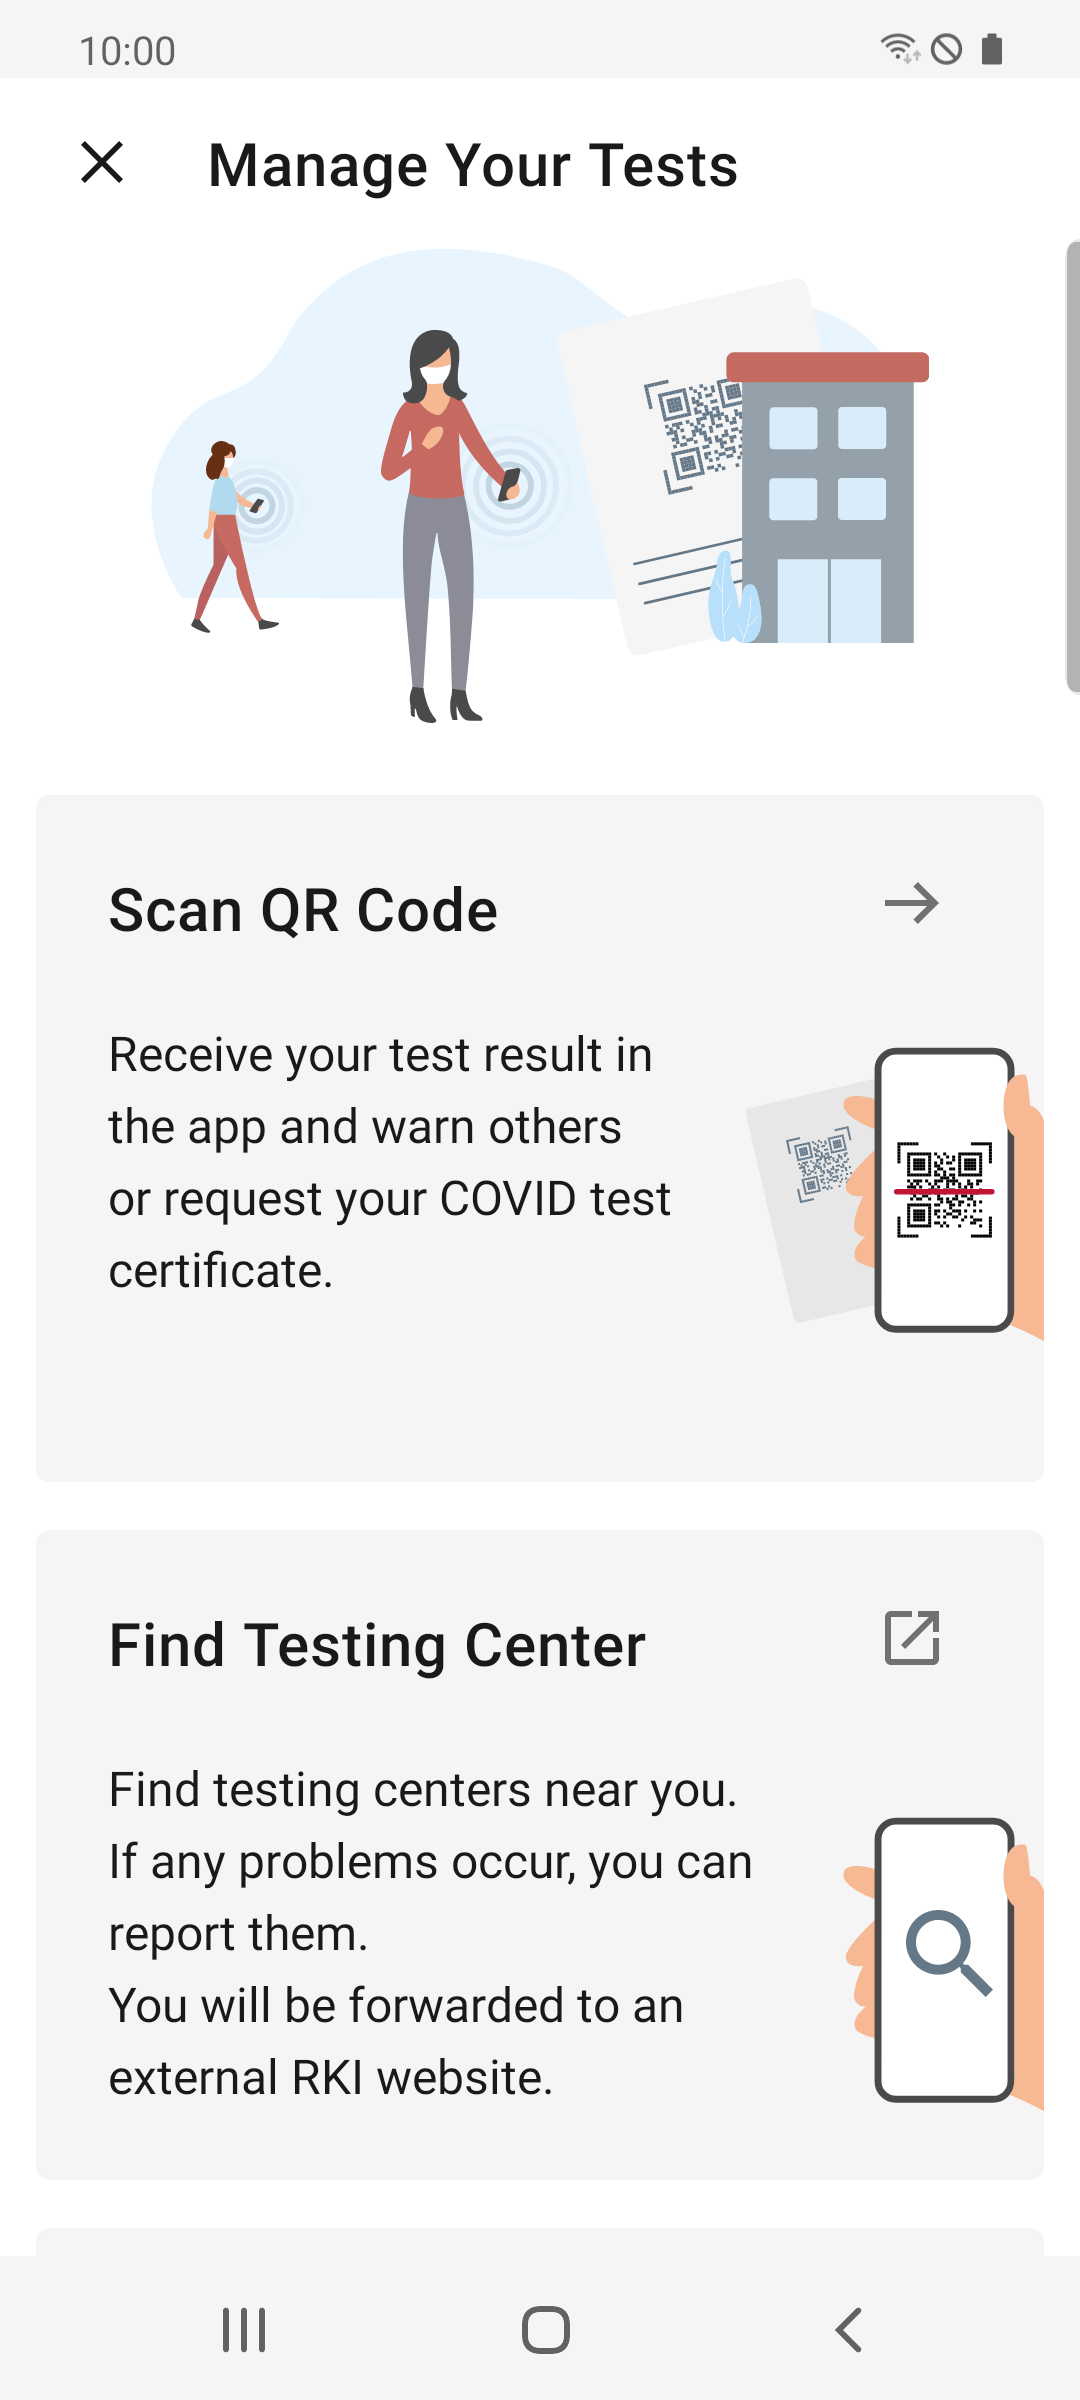 10:00
Manage Your Tests
Scan QR Code
Receive your test result in
the app and warn others
or request your COVID test
certificate.
Find Testing Center
Find testing centers near you.
If any problems occur, you can
report them.
You will be forwarded to an
external RKI website.